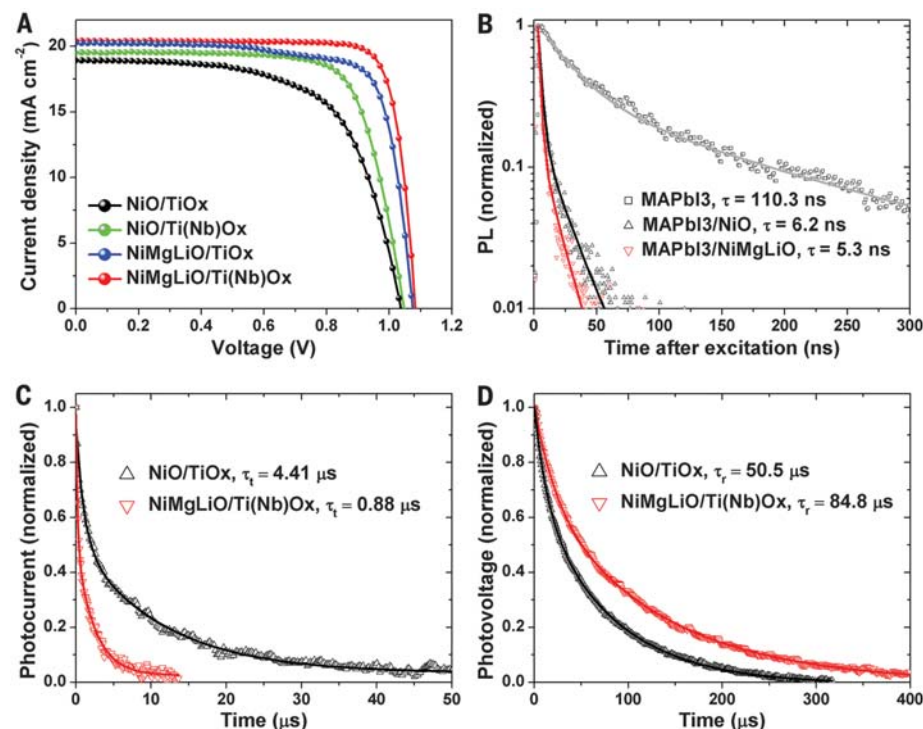 A
Current density (mA cm⁻²)
20
15
10
5
0
NiO/TiOx
NiO/Ti(Nb)Ox
NiMgLiO/TiOx
NiMgLiO/Ti(Nb)Ox
0.0 0.2 0.4 0.6 0.8 1.0 1.2
Voltage (V)
B
PL (normalized)
1
0.1
0.01
MAPbI3, τ = 110.3 ns
MAPbI3/NiO, τ = 6.2 ns
MAPbI3/NiMgLiO, τ = 5.3 ns
0 50 100 150 200 250 300
Time after excitation (ns)
C
Photocurrent (normalized)
1.0
0.8
0.6
0.4
0.2
0.0
NiO/TiOx, τₜ = 4.41 μs
NiMgLiO/Ti(Nb)Ox, τₜ = 0.88 μs
0 10 20 30 40 50
Time (μs)
D
Photovoltage (normalized)
1.0
0.8
0.6
0.4
0.2
0.0
NiO/TiOx, τᵣ = 50.5 μs
NiMgLiO/Ti(Nb)Ox, τᵣ = 84.8 μs
0 100 200 300 400
Time (μs)